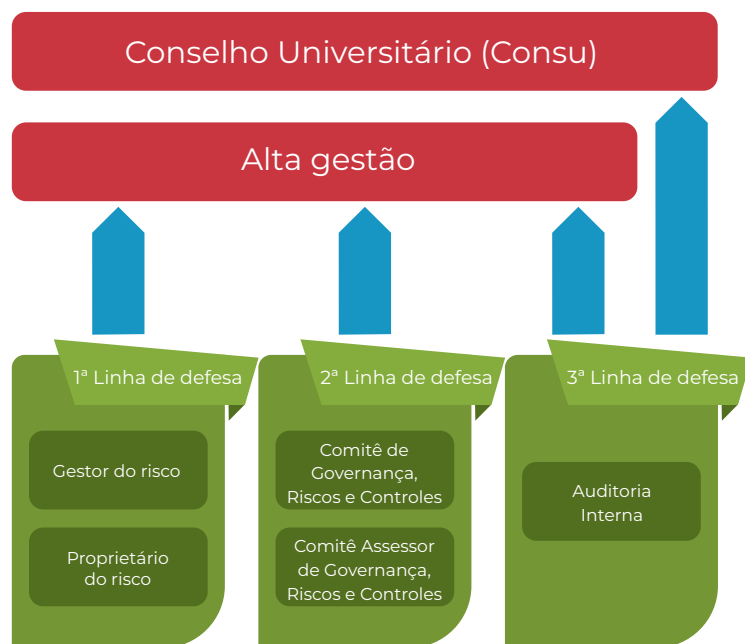 Conselho Universitário (Consu)
Alta gestão
1ª Linha de defesa
Gestor do risco
Proprietário
do risco
2ª Linha de defesa
Comitê de
Governança,
Riscos e Controles
Comitê Assessor
de Governança,
Riscos e Controles
3ª Linha de defesa
Auditoria
Interna